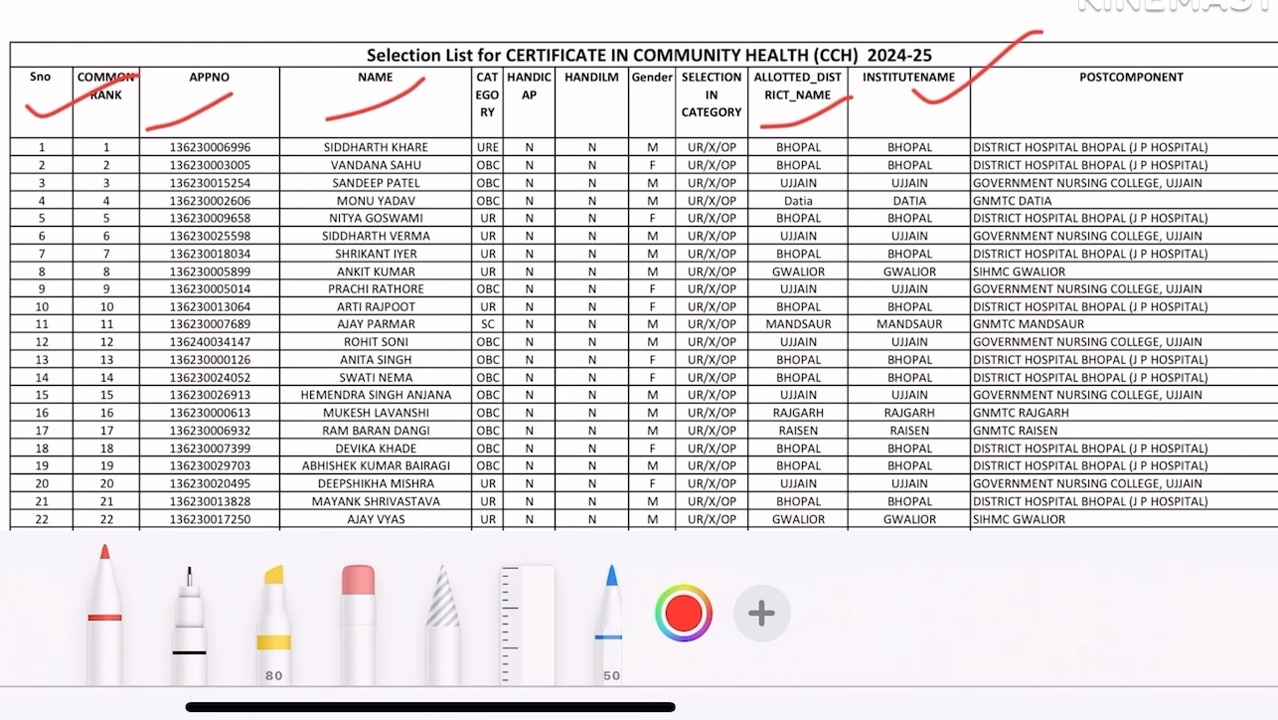 KINEMAST
Selection List for CERTIFICATE IN COMMUNITY HEALTH (CCH) 2024-25
Sno COMMON RANK APPNO NAME CAT EGO RY HANDIC AP HANDILM Gender SELECTION IN CATEGORY ALLOTTED_DIST RICT_NAME INSTITUTENAME POSTCOMPONENT
1 1 136230006996 SIDDHARTH KHARE URE N N M UR/X/OP BHOPAL BHOPAL DISTRICT HOSPITAL BHOPAL (J P HOSPITAL)
2 2 136230003005 VANDANA SAHU OBC N N F UR/X/OP BHOPAL BHOPAL DISTRICT HOSPITAL BHOPAL (J P HOSPITAL)
3 3 136230015254 SANDEEP PATEL OBC N N M UR/X/OP UJJAIN UJJAIN GOVERNMENT NURSING COLLEGE, UJJAIN
4 4 136230002606 MONU YADAV OBC N N M UR/X/OP Datia DATIA GNMTC DATIA
5 5 136230009658 NITYA GOSWAMI UR N N F UR/X/OP BHOPAL BHOPAL DISTRICT HOSPITAL BHOPAL (J P HOSPITAL)
6 6 136230025598 SIDDHARTH VERMA UR N N M UR/X/OP UJJAIN UJJAIN GOVERNMENT NURSING COLLEGE, UJJAIN
7 7 136230018034 SHRIKANT IYER UR N N M UR/X/OP BHOPAL BHOPAL DISTRICT HOSPITAL BHOPAL (J P HOSPITAL)
8 8 136230005899 ANKIT KUMAR UR N N M UR/X/OP GWALIOR GWALIOR SIHMC GWALIOR
9 9 136230005014 PRACHI RATHORE OBC N N F UR/X/OP UJJAIN UJJAIN GOVERNMENT NURSING COLLEGE, UJJAIN
10 10 136230013064 ARTI RAJPOOT UR N N F UR/X/OP BHOPAL BHOPAL DISTRICT HOSPITAL BHOPAL (J P HOSPITAL)
11 11 136230007689 AJAY PARMAR SC N N M UR/X/OP MANDSAUR MANDSAUR GNMTC MANDSAUR
12 12 136240034147 ROHIT SONI OBC N N M UR/X/OP UJJAIN UJJAIN GOVERNMENT NURSING COLLEGE, UJJAIN
13 13 136230000126 ANITA SINGH OBC N N F UR/X/OP BHOPAL BHOPAL DISTRICT HOSPITAL BHOPAL (J P HOSPITAL)
14 14 136230024052 SWATI NEMA OBC N N F UR/X/OP BHOPAL BHOPAL DISTRICT HOSPITAL BHOPAL (J P HOSPITAL)
15 15 136230026913 HEMENDRA SINGH ANJANA OBC N N M UR/X/OP UJJAIN UJJAIN GOVERNMENT NURSING COLLEGE, UJJAIN
16 16 136230000613 MUKESH LAVANSHI OBC N N M UR/X/OP RAJGARH RAJGARH GNMTC RAJGARH
17 17 136230006932 RAM BARAN DANGI OBC N N M UR/X/OP RAISEN RAISEN GNMTC RAISEN
18 18 136230007399 DEVIKA KHADE OBC N N F UR/X/OP BHOPAL BHOPAL DISTRICT HOSPITAL BHOPAL (J P HOSPITAL)
19 19 136230029703 ABHISHEK KUMAR BAIRAGI OBC N N M UR/X/OP BHOPAL BHOPAL DISTRICT HOSPITAL BHOPAL (J P HOSPITAL)
20 20 136230020495 DEEPSHIKHA MISHRA UR N N F UR/X/OP UJJAIN UJJAIN GOVERNMENT NURSING COLLEGE, UJJAIN
21 21 136230013828 MAYANK SHRIVASTAVA UR N N M UR/X/OP BHOPAL BHOPAL DISTRICT HOSPITAL BHOPAL (J P HOSPITAL)
22 22 136230017250 AJAY VYAS UR N N M UR/X/OP GWALIOR GWALIOR SIHMC GWALIOR
80 50